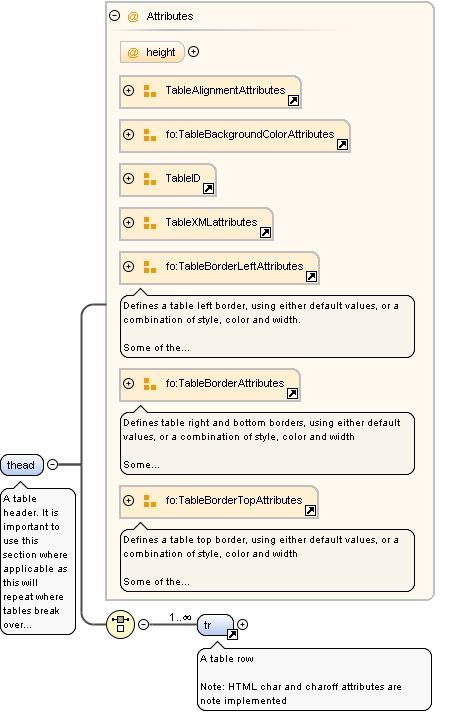 @ Attributes
@ height
TableAlignmentAttributes
fo:TableBackgroundColorAttributes
TableID
TableXMLattributes
fo:TableBorderLeftAttributes
Defines a table left border, using either default values, or a
combination of style, color and width.
Some of the...
fo:TableBorderAttributes
Defines table right and bottom borders, using either default
values, or a combination of style, color and width
Some...
fo:TableBorderTopAttributes
Defines a table top border, using either default values, or a
combination of style, color and width
Some of the...
thead
A table
header. It is
important to
use this
section where
applicable as
this will
repeat where
tables break
over...
1..∞
tr
A table row
Note: HTML char and charoff attributes are
note implemented